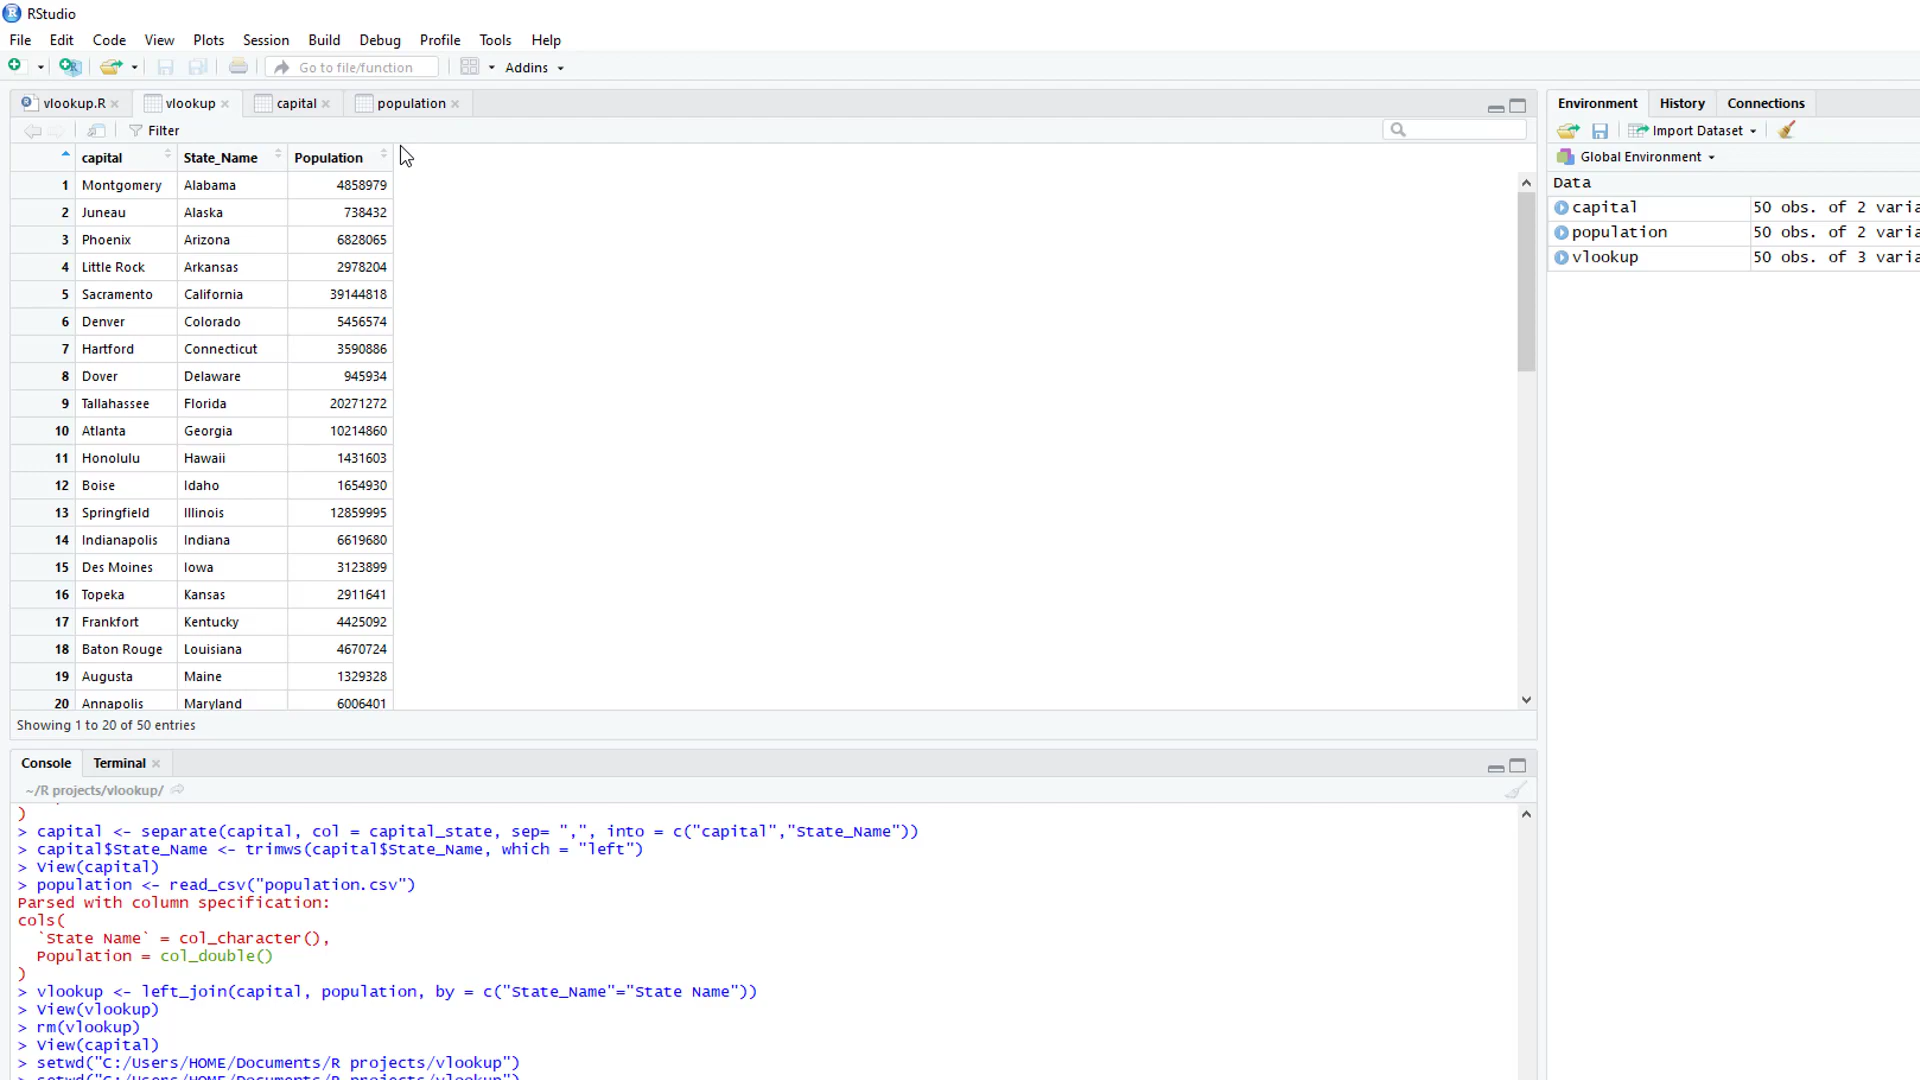 RStudio
File Edit Code View Plots Session Build Debug Profile Tools Help
Go to file/function Addins
vlookup.R vlookup capital population
Filter
capital State_Name Population
1 Montgomery Alabama 4858979
2 Juneau Alaska 738432
3 Phoenix Arizona 6828065
4 Little Rock Arkansas 2978204
5 Sacramento California 39144818
6 Denver Colorado 5456574
7 Hartford Connecticut 3590886
8 Dover Delaware 945934
9 Tallahassee Florida 20271272
10 Atlanta Georgia 10214860
11 Honolulu Hawaii 1431603
12 Boise Idaho 1654930
13 Springfield Illinois 12859995
14 Indianapolis Indiana 6619680
15 Des Moines Iowa 3123899
16 Topeka Kansas 2911641
17 Frankfort Kentucky 4425092
18 Baton Rouge Louisiana 4670724
19 Augusta Maine 1329328
20 Annapolis Maryland 6006401
Showing 1 to 20 of 50 entries
Console Terminal
~/R projects/vlookup/
)
> capital <- separate(capital, col = capital_state, sep= ",", into = c("capital","State_Name"))
> capital$State_Name <- trimws(capital$State_Name, which = "left")
> View(capital)
> population <- read_csv("population.csv")
Parsed with column specification:
cols(
`State Name` = col_character(),
Population = col_double()
)
> vlookup <- left_join(capital, population, by = c("State_Name"="State Name"))
> View(vlookup)
> rm(vlookup)
> View(capital)
> setwd("C:/Users/HOME/Documents/R projects/vlookup")
> setwd("C:/Users/HOME/Documents/R projects/vlookup")
Environment History Connections
Import Dataset
Global Environment
Data
capital 50 obs. of 2 varia
population 50 obs. of 2 varia
vlookup 50 obs. of 3 varia